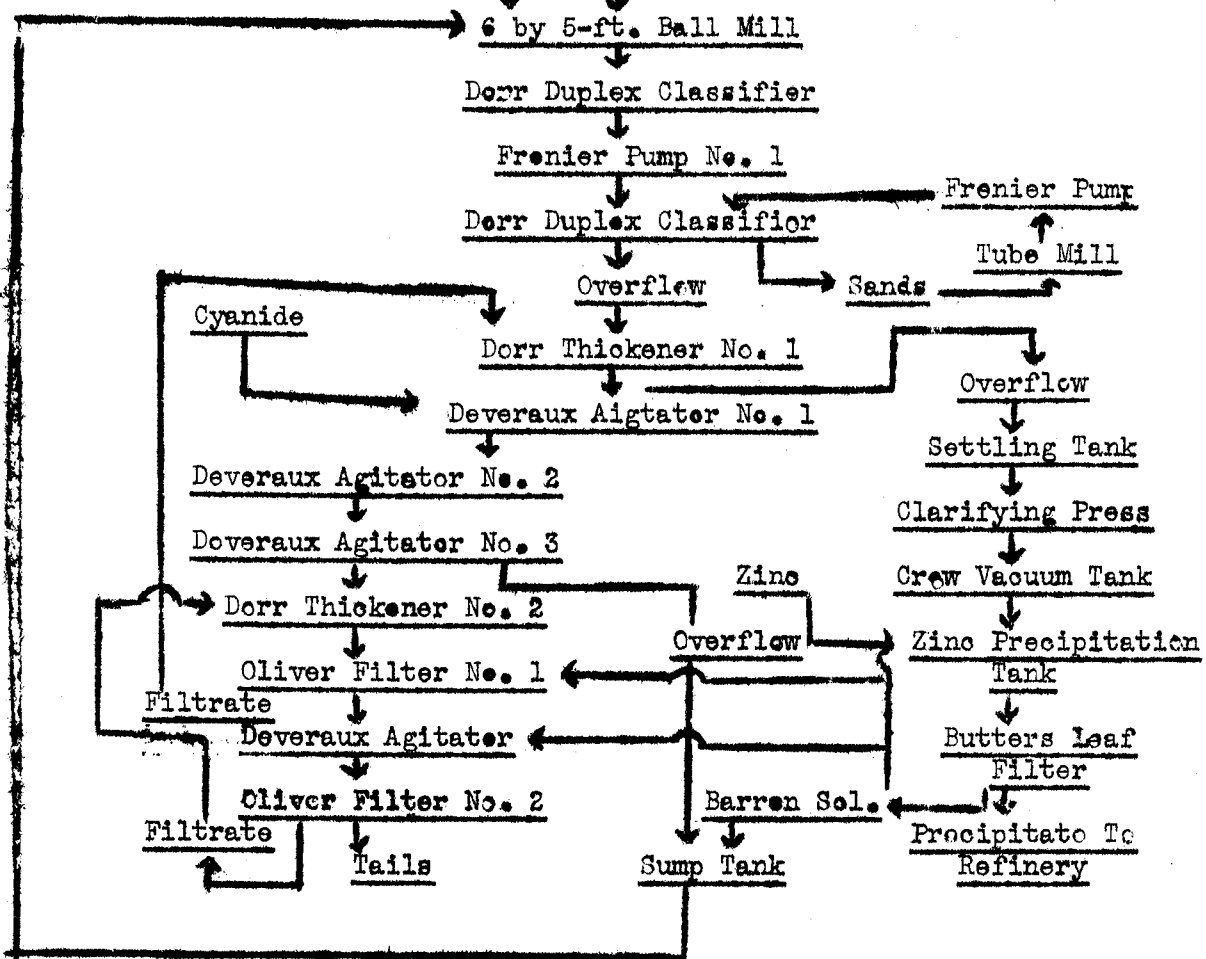 6 by 5-ft. Ball Mill
Dorr Duplex Classifier
Frenier Pump No. 1
Frenier Pump
Dorr Duplex Classifior
Tube Mill
Overflow
Sands
Cyanide
Dorr Thickener No. 1
Overflow
Deveraux Aigtator No. 1
Settling Tank
Deveraux Agitator No. 2
Clarifying Press
Doveraux Agitator No. 3
Zinc
Crow Vacuum Tank
Dorr Thickener No. 2
Overflow
Zinc Precipitation
Tank
Oliver Filter No. 1
Filtrate
Deveraux Agitator
Butters Leaf
Filter
Oliver Filter No. 2
Barren Sol.
Filtrate
Procipitato To
Refinery
Tails
Sump Tank